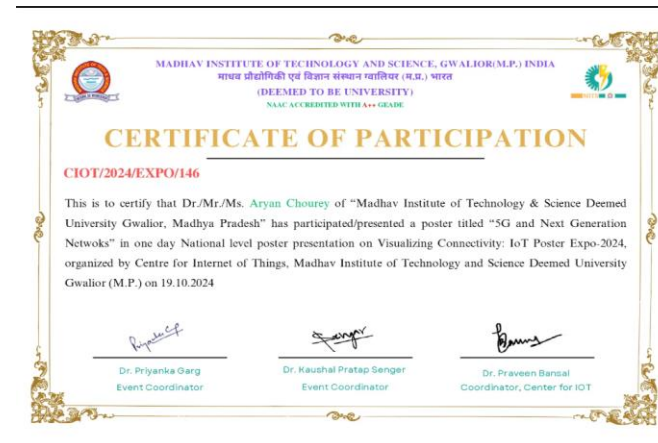 MADHAV INSTITUTE OF TECHNOLOGY AND SCIENCE, GWALIOR(M.P.) INDIA
माधव प्रौद्योगिकी एवं विज्ञान संस्थान ग्वालियर (म.प्र.) भारत
(DEEMED TO BE UNIVERSITY)
NAAC ACCREDITED WITH A++ GRADE
CERTIFICATE OF PARTICIPATION
CIOT/2024/EXPO/146
This is to certify that Dr./Mr./Ms. Aryan Chourey of “Madhav Institute of Technology & Science Deemed
University Gwalior, Madhya Pradesh” has participated/presented a poster titled “5G and Next Generation
Netwoks” in one day National level poster presentation on Visualizing Connectivity: IoT Poster Expo-2024,
organized by Centre for Internet of Things, Madhav Institute of Technology and Science Deemed University
Gwalior (M.P.) on 19.10.2024
Dr. Priyanka Garg
Event Coordinator
Dr. Kaushal Pratap Senger
Event Coordinator
Dr. Praveen Bansal
Coordinator, Center for IOT